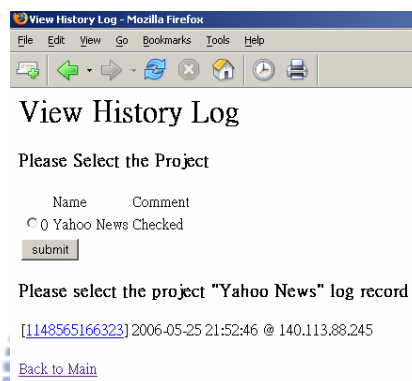 View History Log - Mozilla Firefox
File Edit View Go Bookmarks Tools Help
View History Log
Please Select the Project
Name Comment
0 Yahoo News Checked
submit
Please select the project "Yahoo News" log record
[1148565166323] 2006-05-25 21:52:46 @ 140.113.88.245
Back to Main